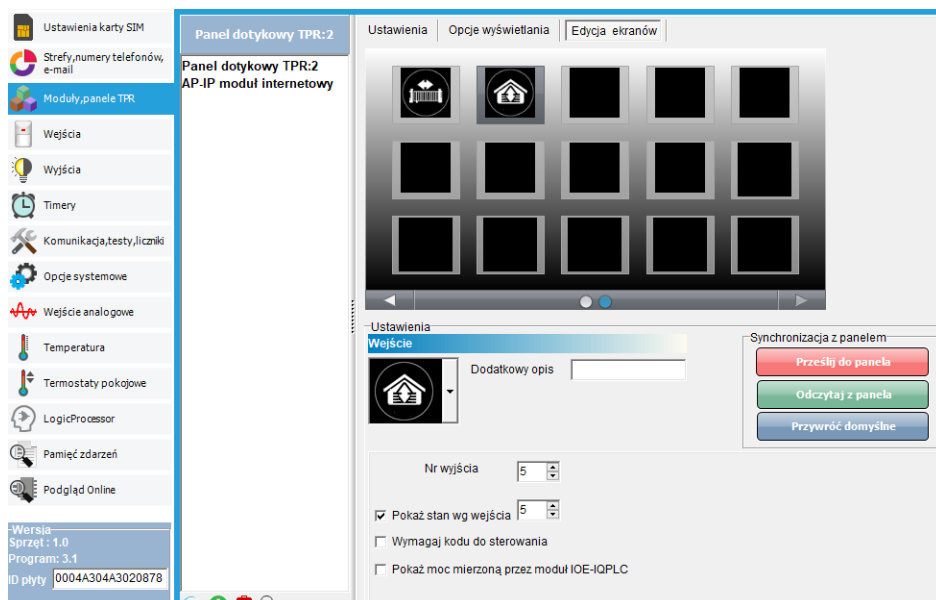 Ustawienia karty SIM
Strefy,numery telefonów,
e-mail
Moduły,panele TPR
Wejścia
Wyjścia
Timery
Komunikacja,testy,liczniki
Opcje systemowe
Wejście analogowe
Temperatura
Termostaty pokojowe
LogicProcessor
Pamięć zdarzeń
Podgląd Online
Wersja
Sprzęt : 1.0
Program: 3.1
ID płyty 0004A304A3020878
Panel dotykowy TPR:2
Panel dotykowy TPR:2
AP-IP moduł internetowy
Ustawienia
Opcje wyświetlania
Edycja ekranów
Ustawienia
Wejście
Dodatkowy opis
Synchronizacja z panelem
Prześlij do panela
Odczytaj z panela
Przywróć domyślne
Nr wyjścia 5
Pokaż stan wg wejścia 5
Wymagaj kodu do sterowania
Pokaż moc mierzoną przez moduł IOE-IQPLC